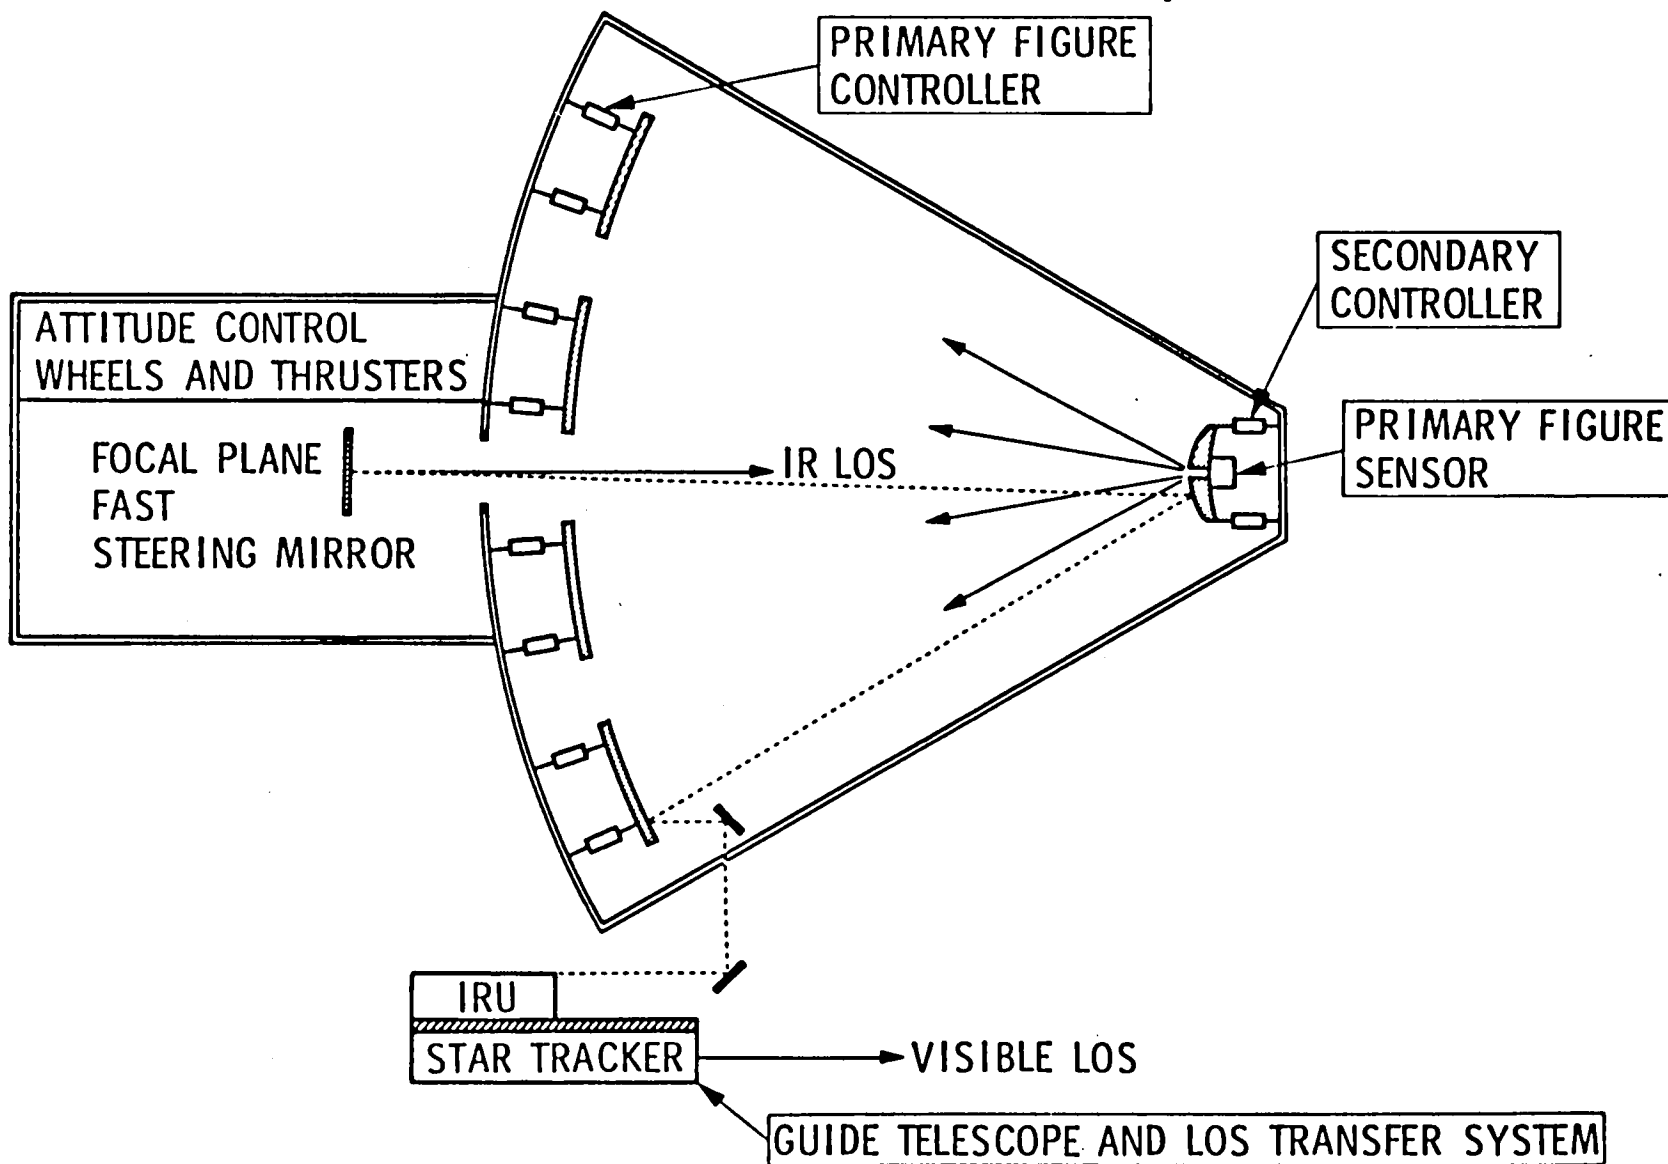 PRIMARY FIGURE
CONTROLLER
SECONDARY
CONTROLLER
ATTITUDE CONTROL
WHEELS AND THRUSTERS
PRIMARY FIGURE
SENSOR
FOCAL PLANE
FAST
STEERING MIRROR
IR LOS
IRU
STAR TRACKER
VISIBLE LOS
GUIDE TELESCOPE AND LOS TRANSFER SYSTEM